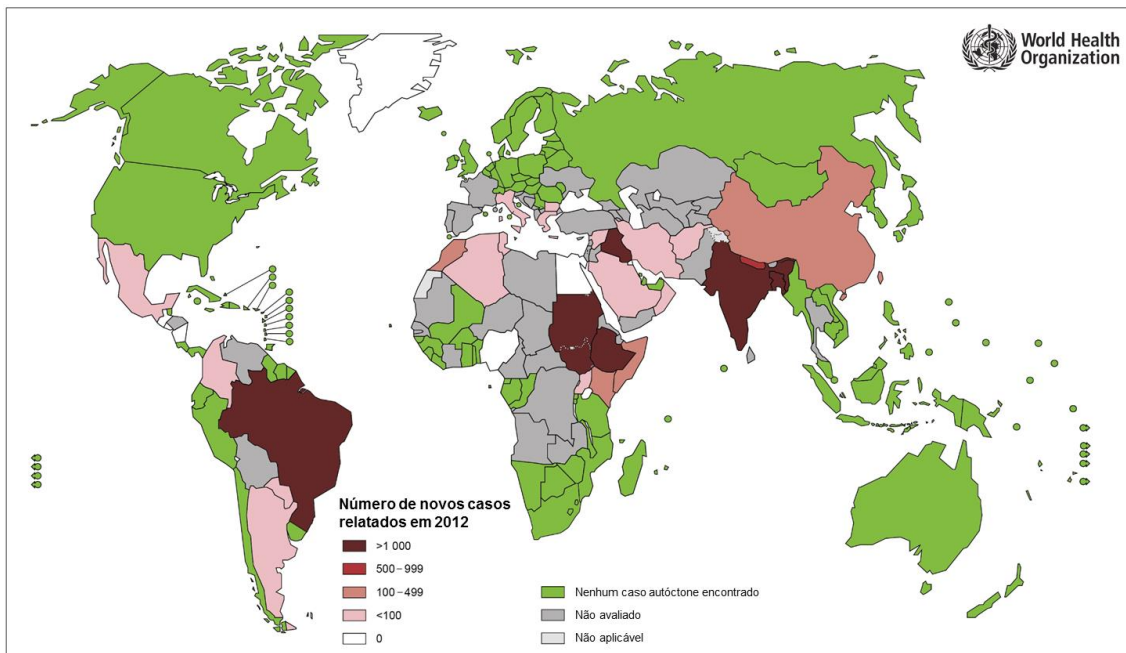 World Health
Organization
Número de novos casos
relatados em 2012
>1 000
500–999
100–499
<100
0
Nenhum caso autóctone encontrado
Não avaliado
Não aplicável